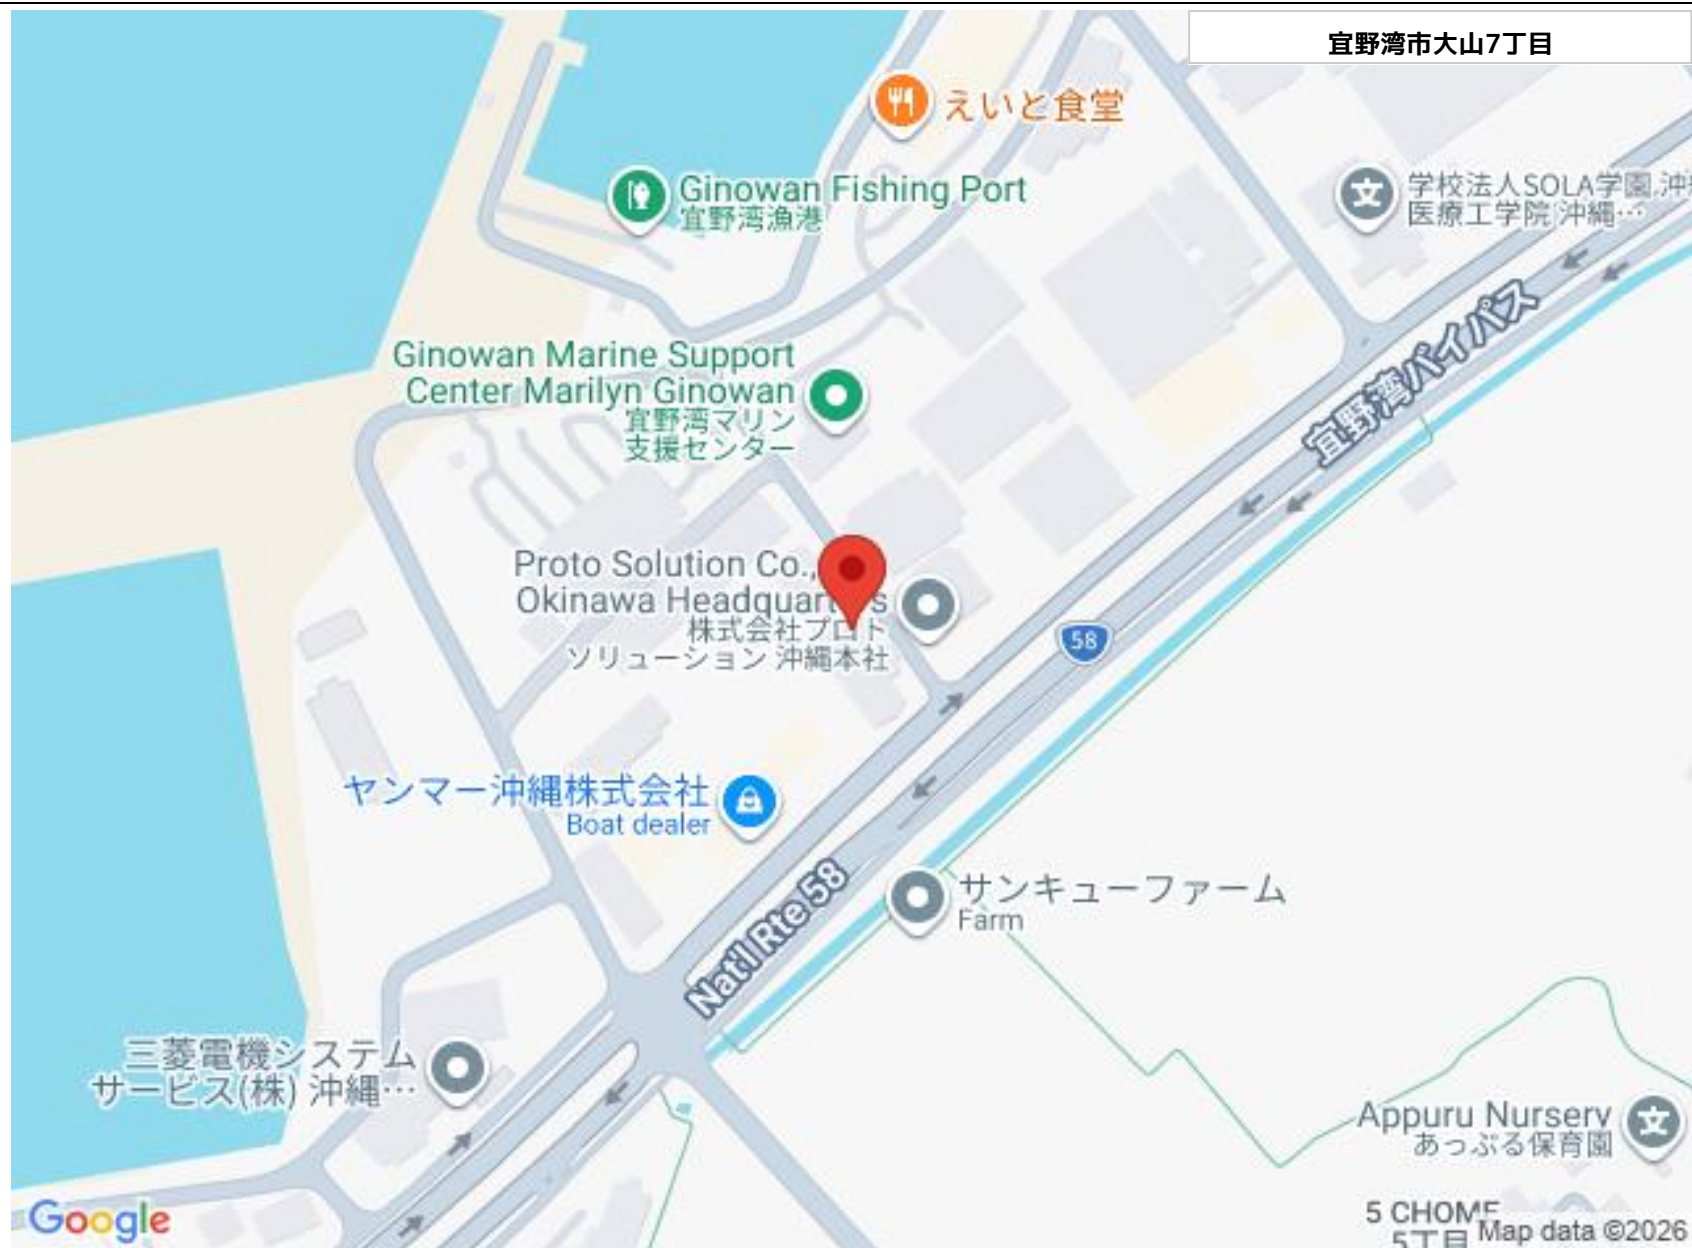 宜野湾市大山7丁目
えいと食堂
Ginowan Fishing Port
宜野湾漁港
学校法人SOLA学園 沖
医療工学院 沖縄…
宜野湾バイパス
Ginowan Marine Support
Center Marilyn Ginowan
宜野湾マリン
支援センター
Proto Solution Co.,
Okinawa Headquarters
株式会社プロト
ソリューション 沖縄本社
58
ヤンマー沖縄株式会社
Boat dealer
Nat'l Rte 58
サンキューファーム
Farm
三菱電機システム
サービス(株) 沖縄…
Appuru Nursery
あっぷる保育園
5 CHOME
5丁目
Google
Map data ©2026